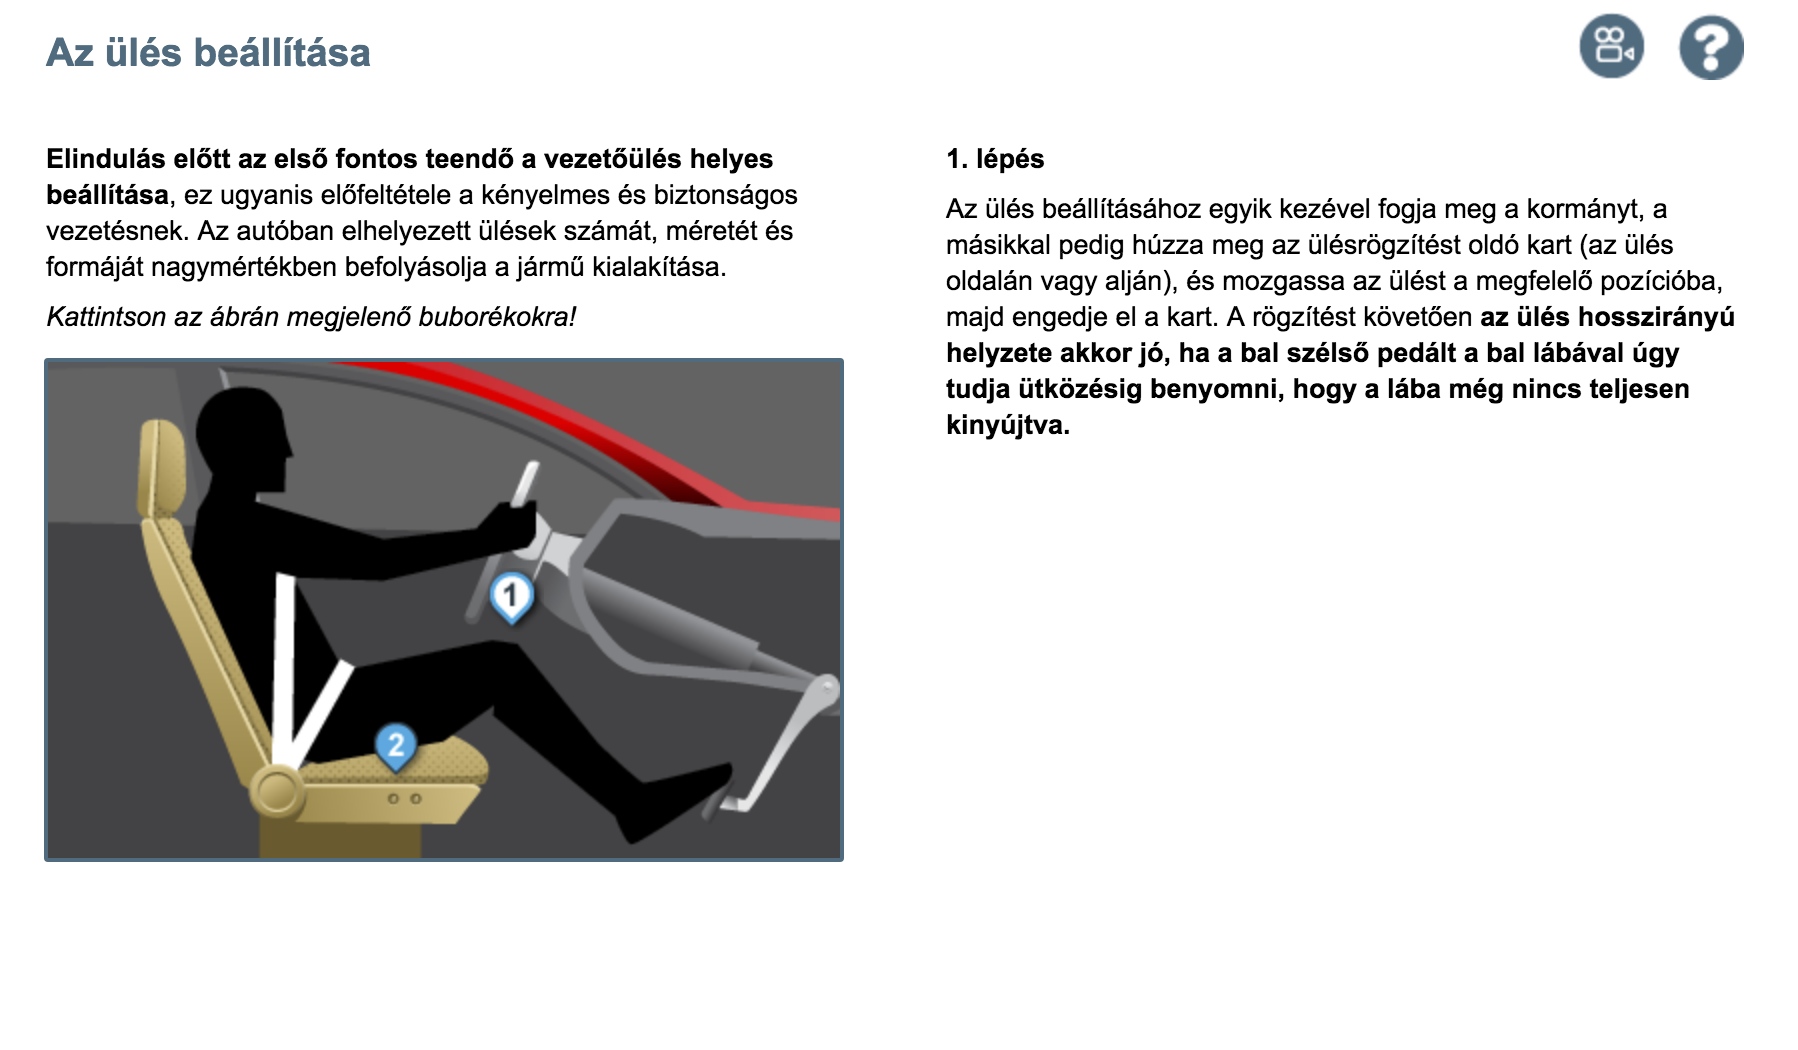 Az ülés beállítása
Elindulás előtt az első fontos teendő a vezetőülés helyes
beállítása, ez ugyanis előfeltétele a kényelmes és biztonságos
vezetésnek. Az autóban elhelyezett ülések számát, méretét és
formáját nagymértékben befolyásolja a jármű kialakítása.
Kattintson az ábrán megjelenő buborékokra!
1
2
1. lépés
Az ülés beállításához egyik kezével fogja meg a kormányt, a
másikkal pedig húzza meg az ülésrögzítést oldó kart (az ülés
oldalán vagy alján), és mozgassa az ülést a megfelelő pozícióba,
majd engedje el a kart. A rögzítést követően az ülés hosszirányú
helyzete akkor jó, ha a bal szélső pedált a bal lábával úgy
tudja ütközésig benyomni, hogy a lába még nincs teljesen
kinyújtva.